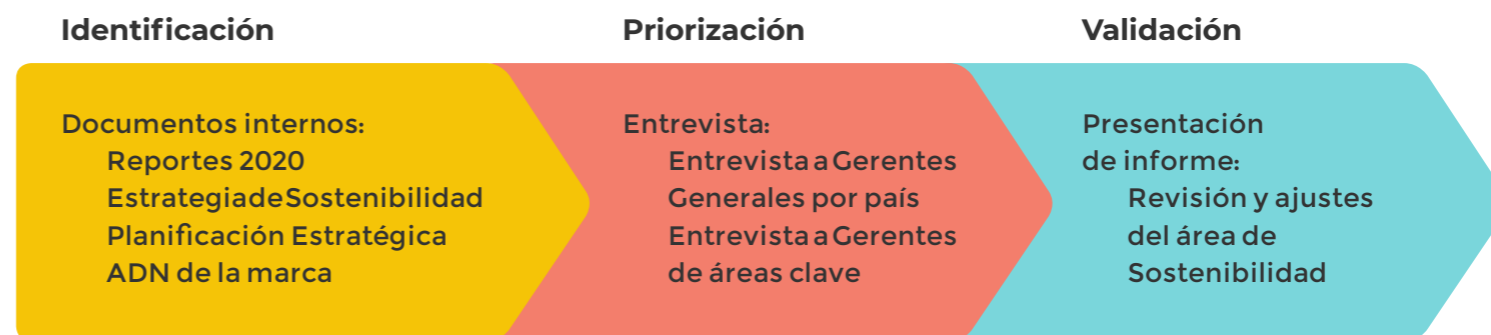 Identificación
Documentos internos:
Reportes 2020
EstrategiadeSostenibilidad
Planificación Estratégica
ADN de la marca
Priorización
Entrevista:
Entrevista a Gerentes
Generales por país
Entrevista a Gerentes
de áreas clave
Validación
Presentación
de informe:
Revisión y ajustes
del área de
Sostenibilidad